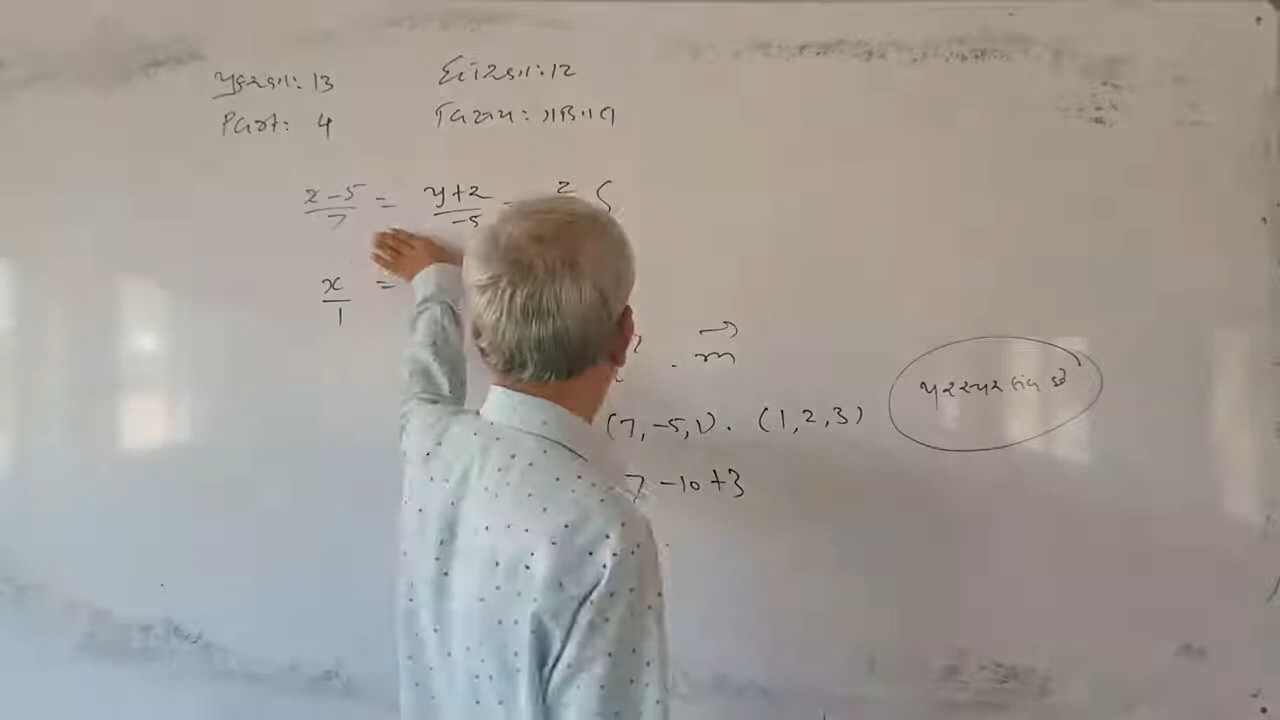 પ્રકરણ: 13 ધોરણ: 12
Part: 4 વિષય: ગણિત
x-5/7 = y+2/-5 = z
x/1 =
. m⃗
(7,-5,1). (1,2,3)
પરસ્પર લંબ છે
7-10+3